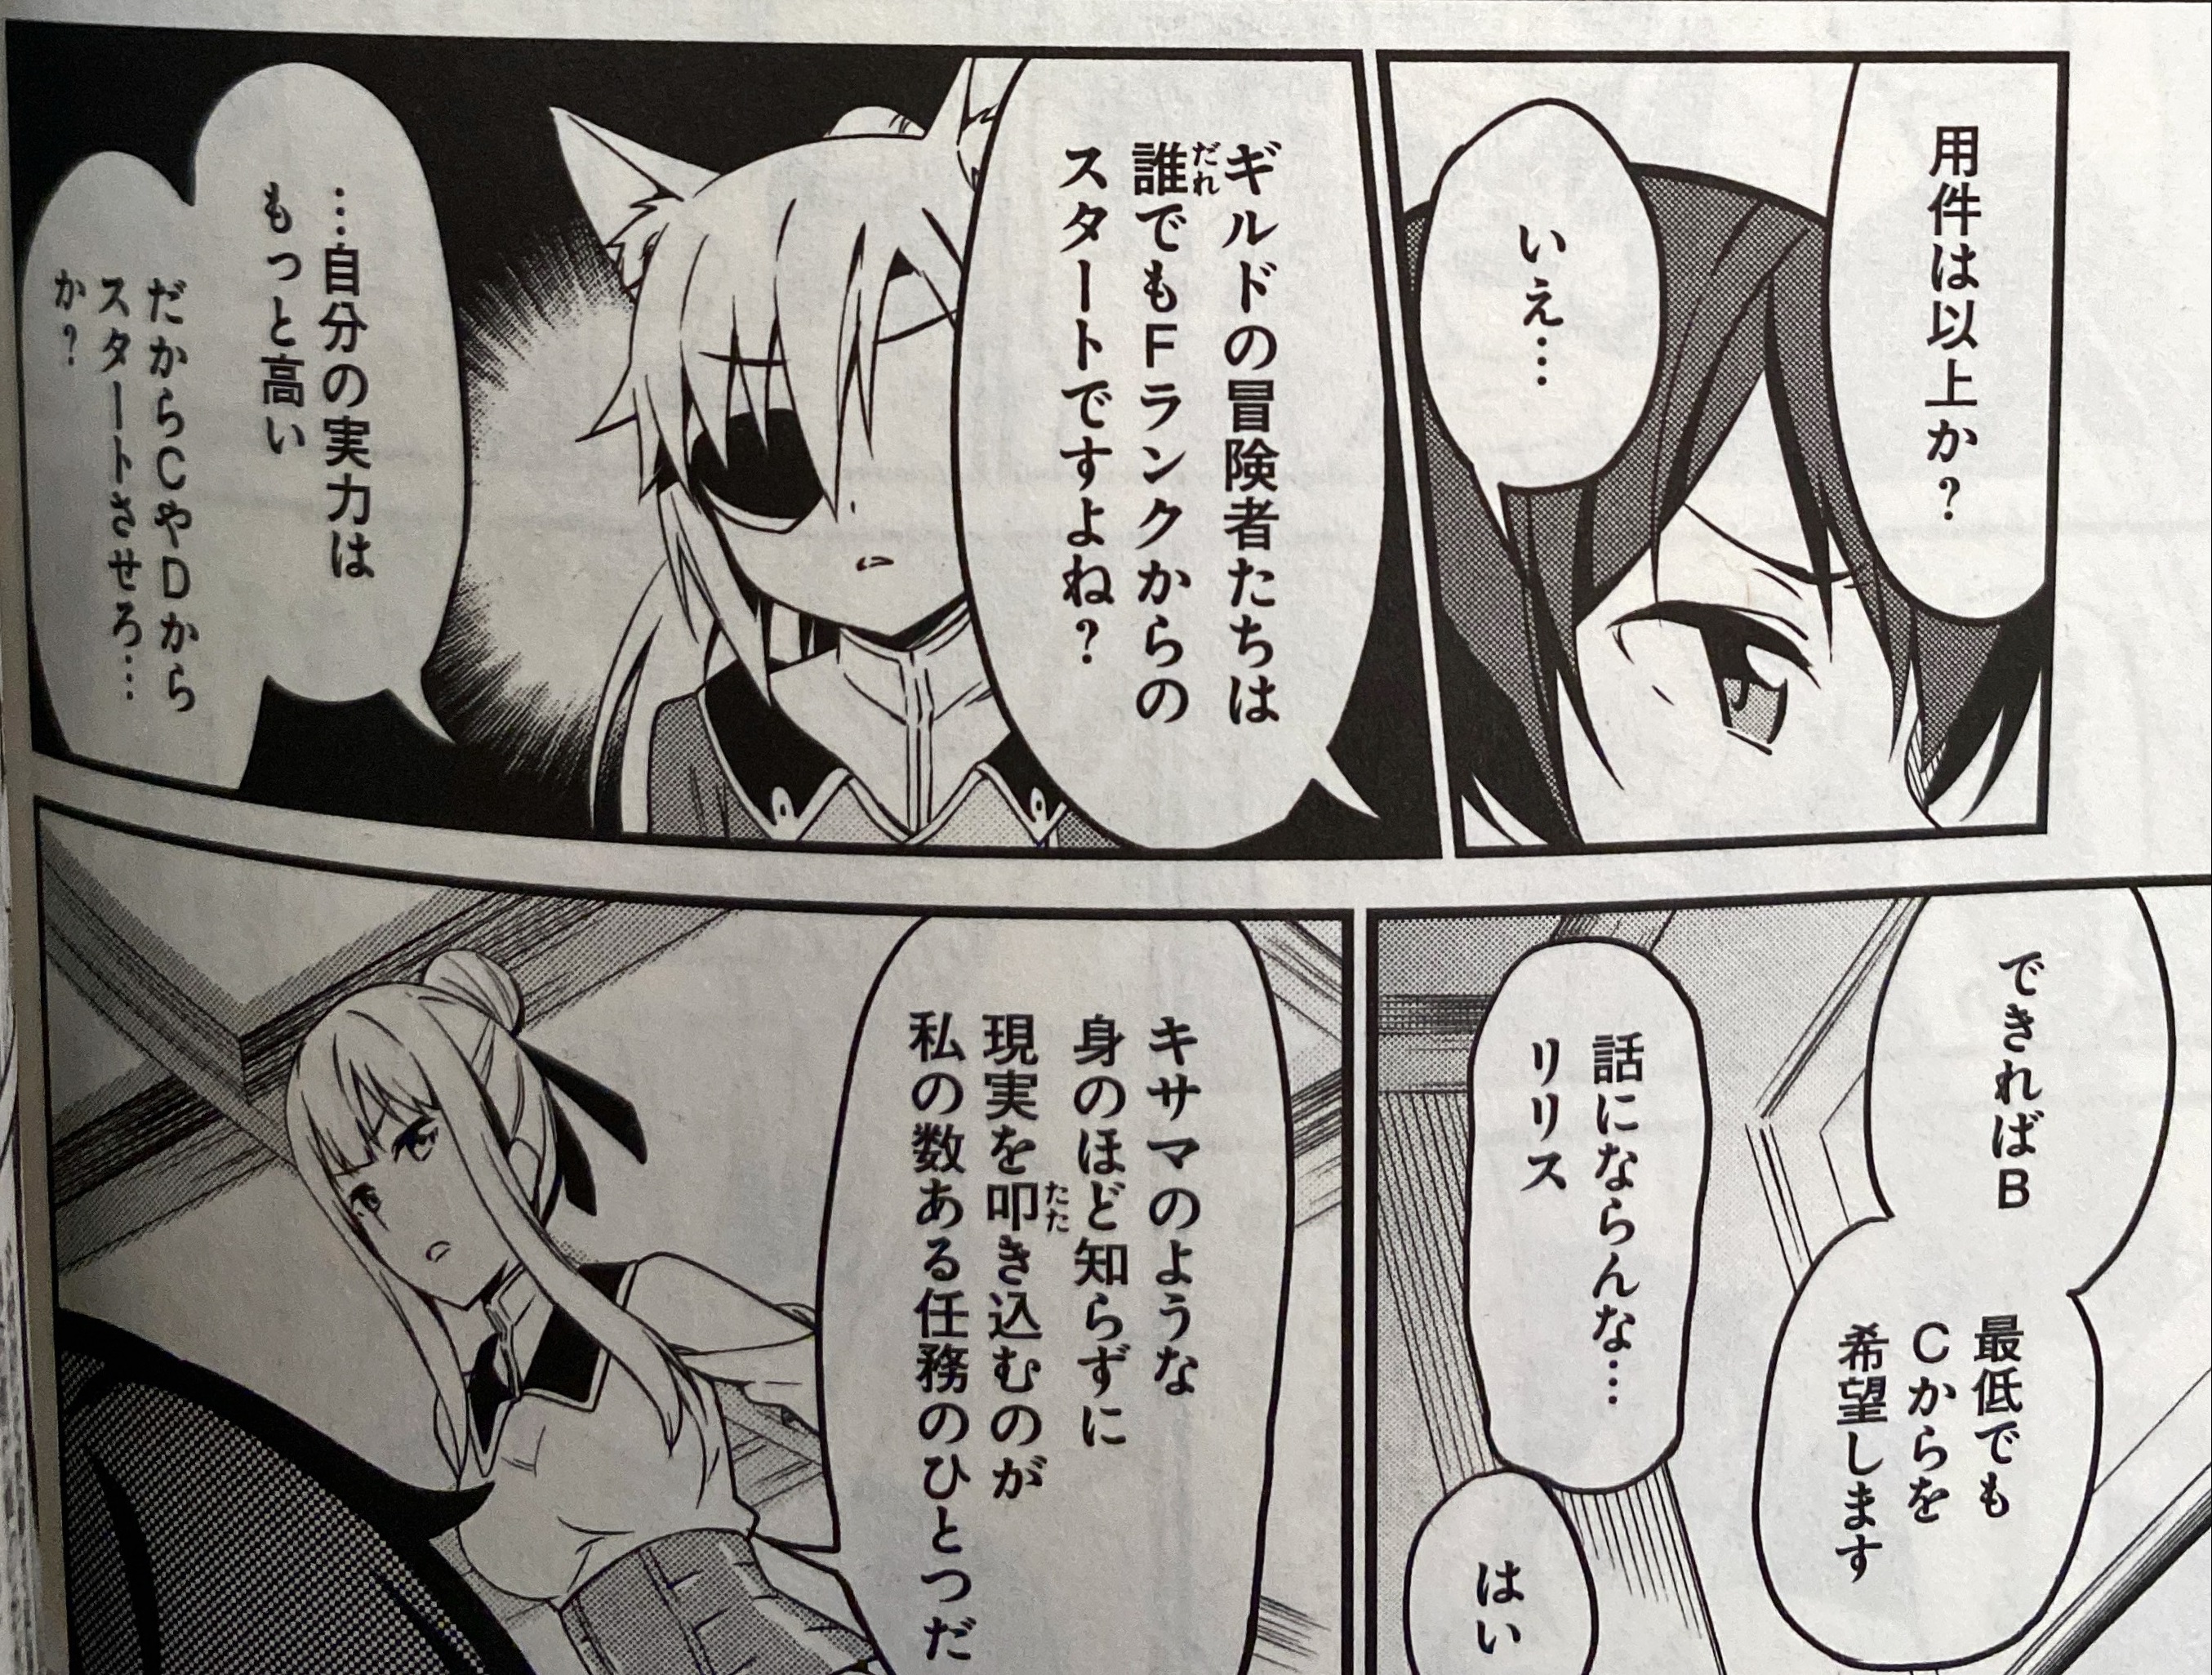 用件は以上か？
いえ…
ギルドの冒険者たちは
誰でもFランクからの
だれ
スタートですよね？
…自分の実力は
もっと高い
だからCやDから
スタートさせろ…
か？
できればB
最低でも
Cからを
希望します
話にならんな…
リリス
はい
キサマのような
身のほど知らずに
現実を叩き込むのが
たた
私の数ある任務のひとつだ